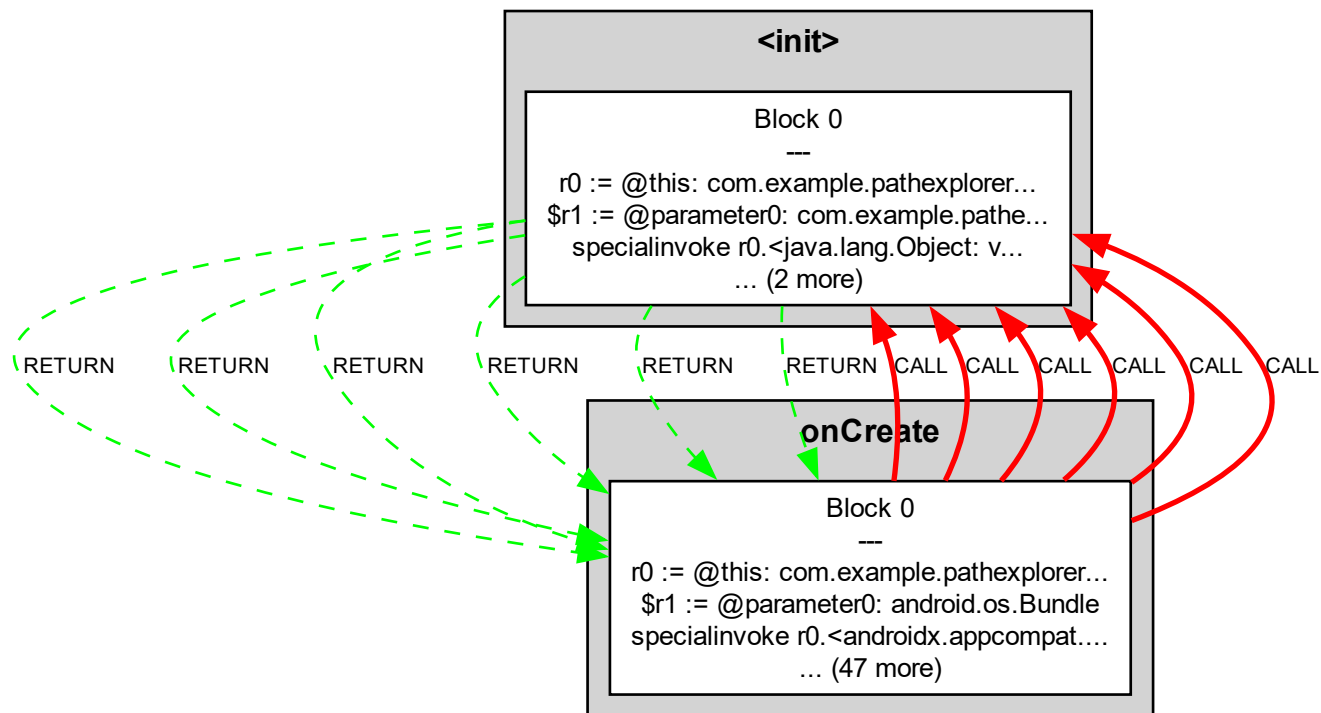 <init>
Block 0
---
r0 := @this: com.example.pathexplorer...
$r1 := @parameter0: com.example.pathe...
specialinvoke r0.<java.lang.Object: v...
... (2 more)
RETURN RETURN RETURN RETURN RETURN RETURN CALL CALL CALL CALL CALL CALL
onCreate
Block 0
---
r0 := @this: com.example.pathexplorer...
$r1 := @parameter0: android.os.Bundle
specialinvoke r0.<androidx.appcompat....
... (47 more)